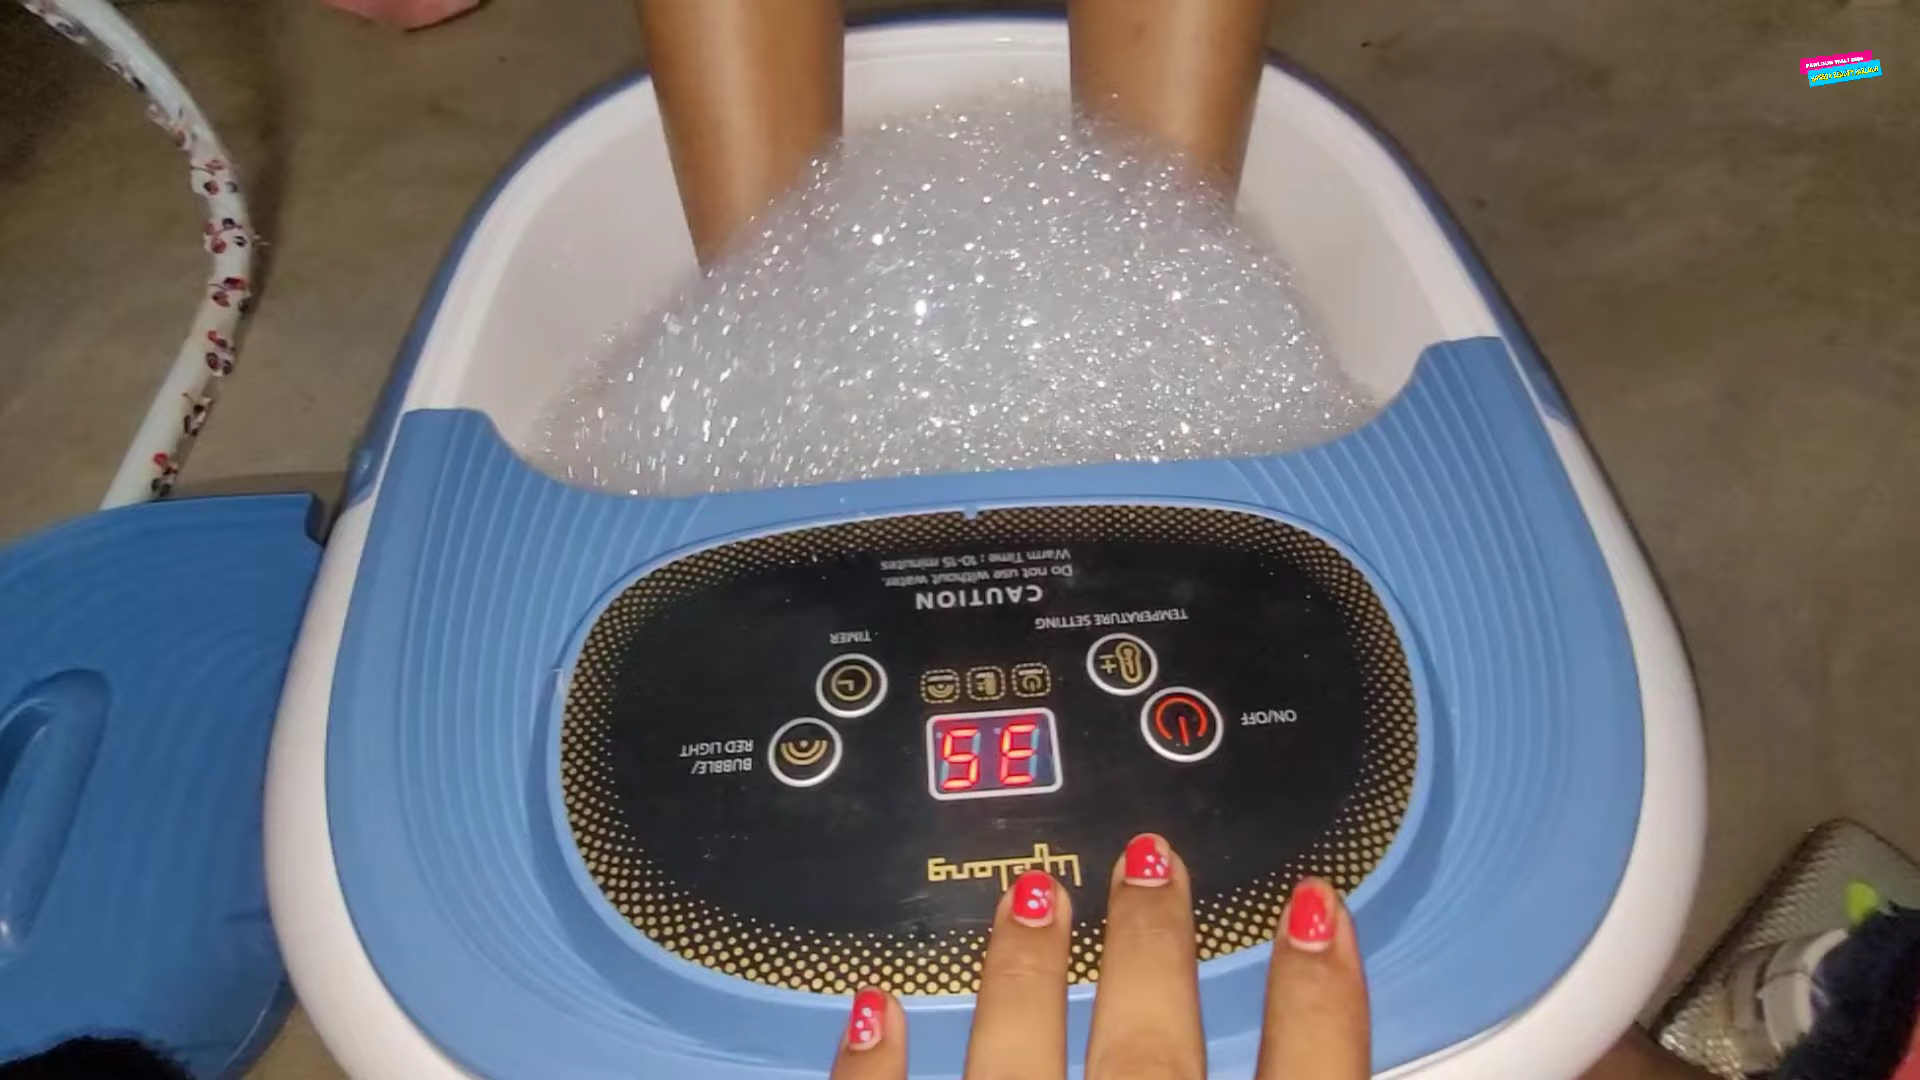 Lifelong
35
ON/OFF
BUBBLE/
RED LIGHT
TEMPERATURE SETTING
TIMER
CAUTION
Do not use without water.
Warm Time : 10-15 minutes